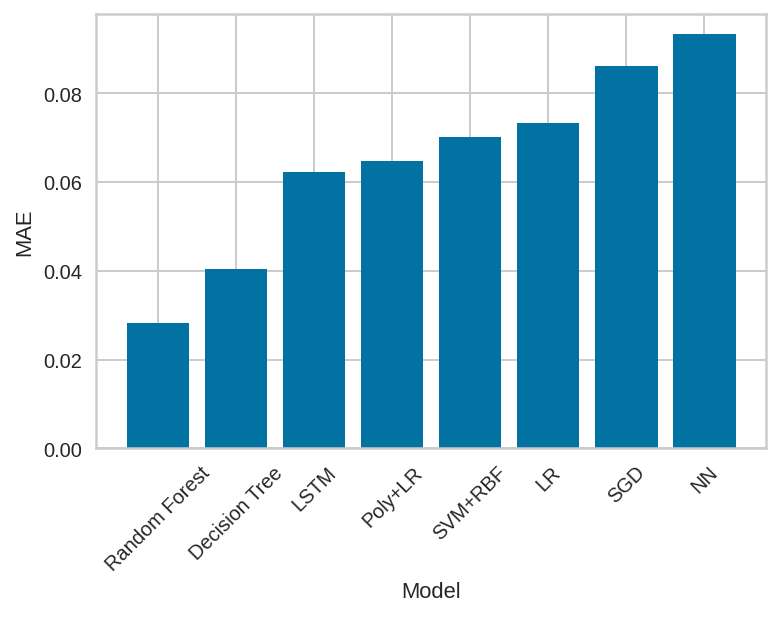 MAE
0.08
0.06
0.04
0.02
0.00
Random Forest
Decision Tree
LSTM
Poly+LR
SVM+RBF
LR
SGD
NN
Model